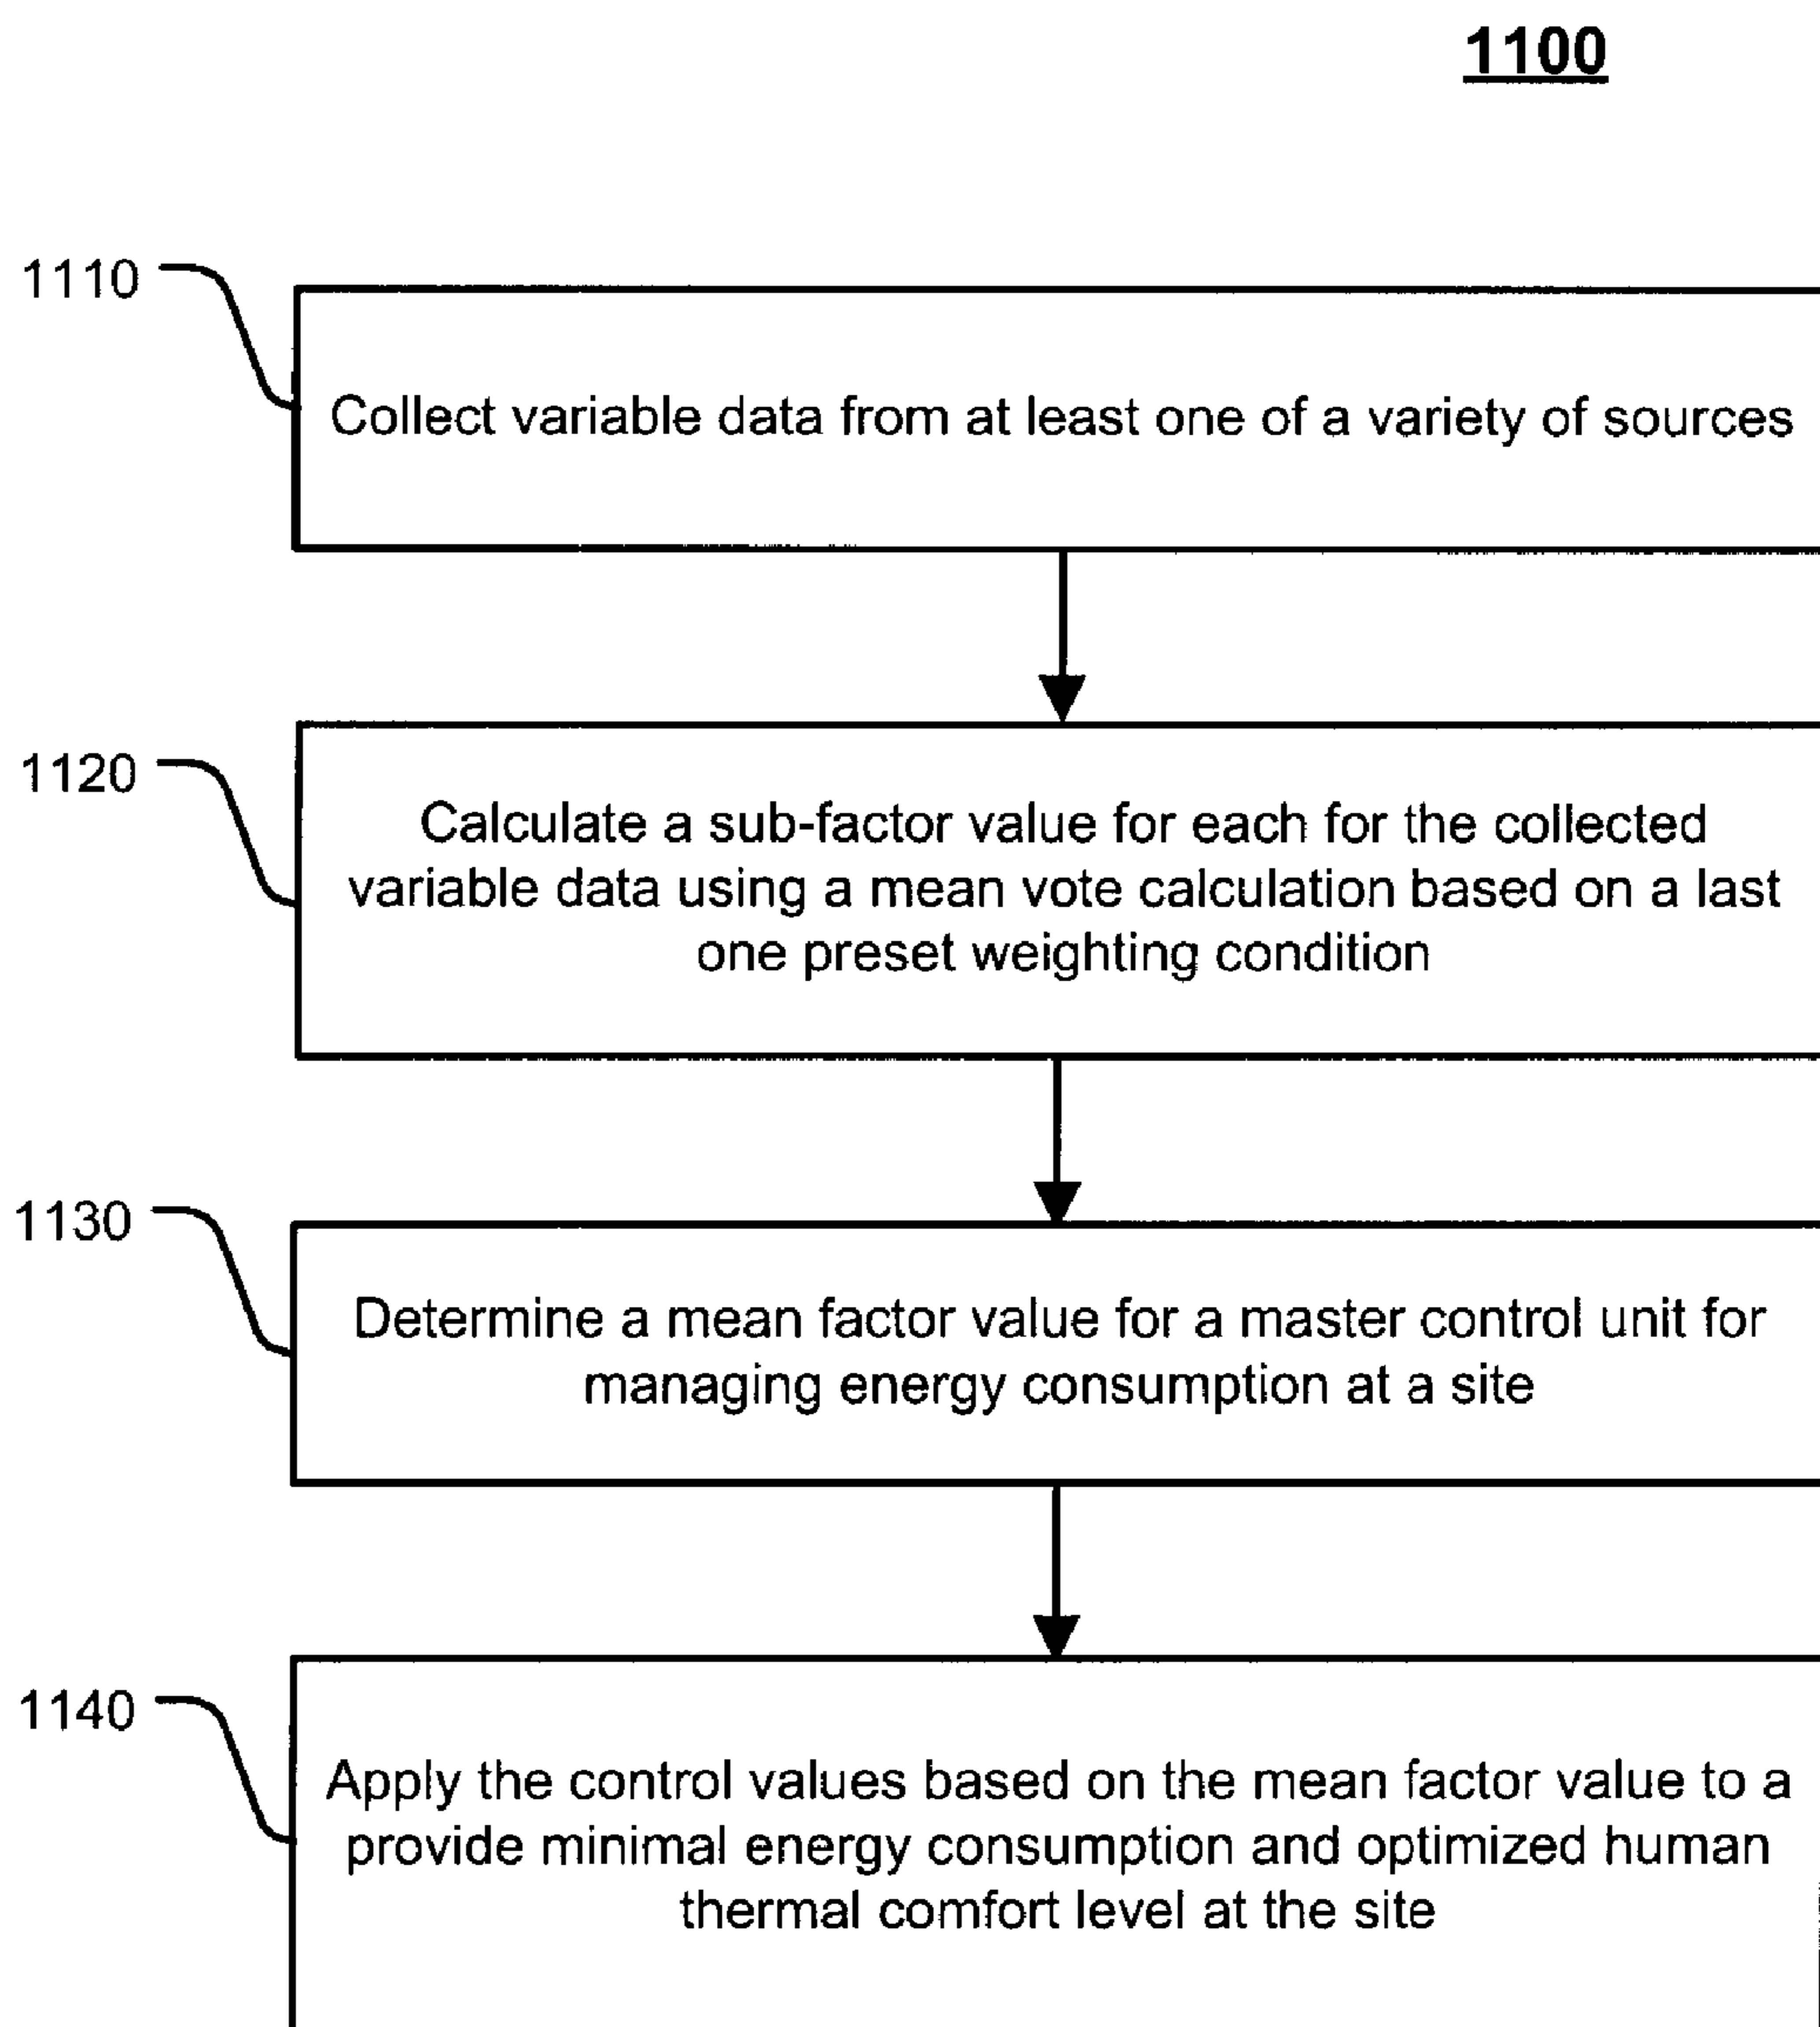 1100
1110
Collect variable data from at least one of a variety of sources
1120
Calculate a sub-factor value for each for the collected
variable data using a mean vote calculation based on a last
one preset weighting condition
1130
Determine a mean factor value for a master control unit for
managing energy consumption at a site
1140
Apply the control values based on the mean factor value to a
provide minimal energy consumption and optimized human
thermal comfort level at the site